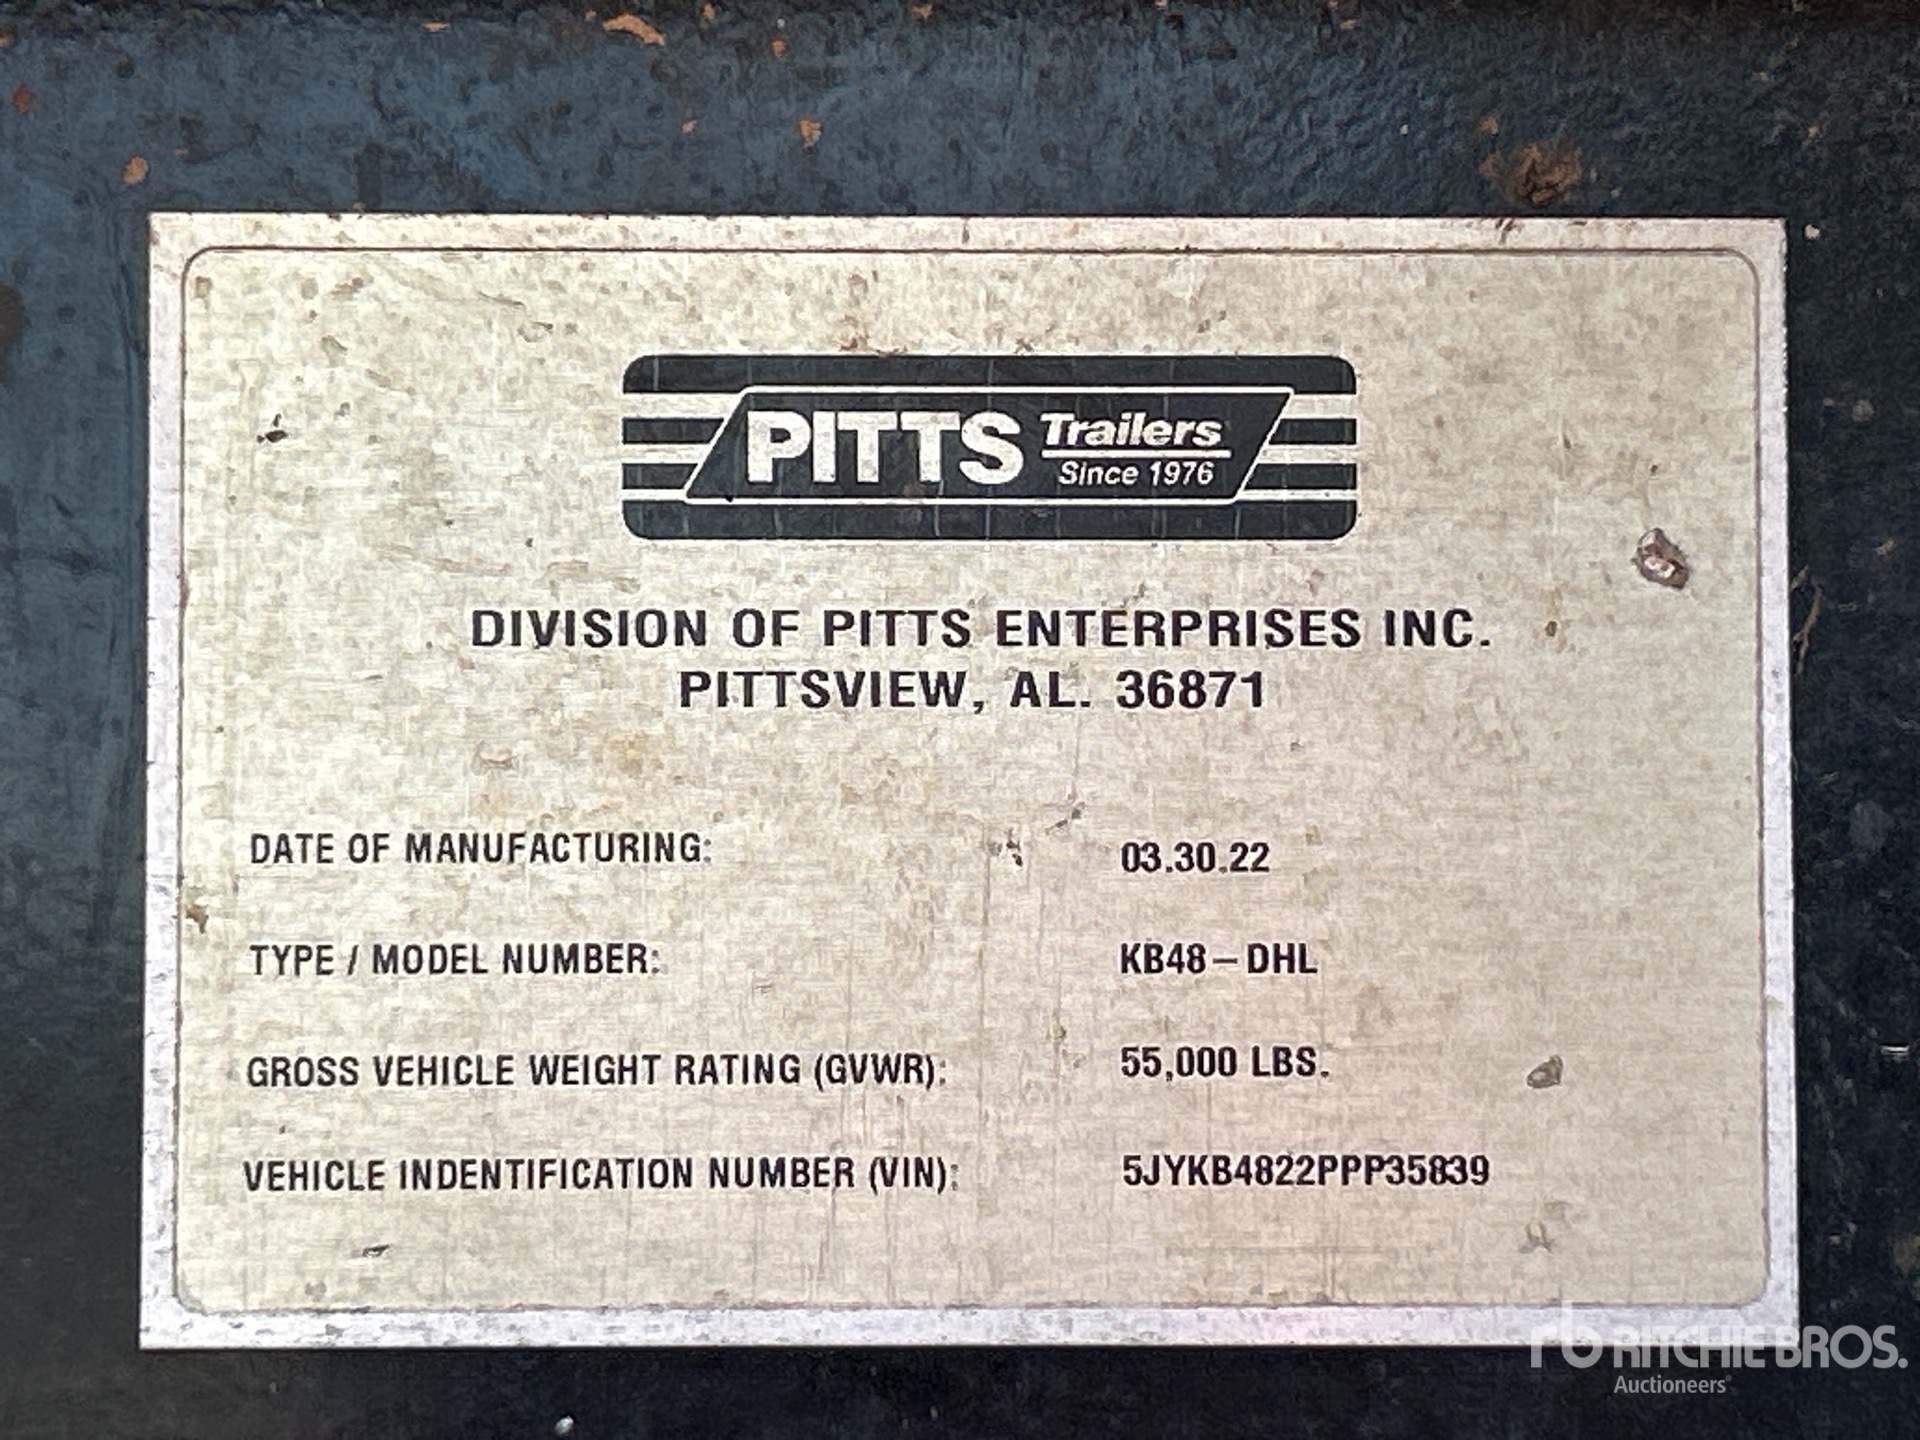 PITTS Trailers
Since 1976
DIVISION OF PITTS ENTERPRISES INC.
PITTSVIEW, AL. 36871
DATE OF MANUFACTURING: 03.30.22
TYPE / MODEL NUMBER: KB48 – DHL
GROSS VEHICLE WEIGHT RATING (GVWR): 55,000 LBS.
VEHICLE INDENTIFICATION NUMBER (VIN): 5JYKB4822PPP35839
rb RITCHIE BROS.
Auctioneers